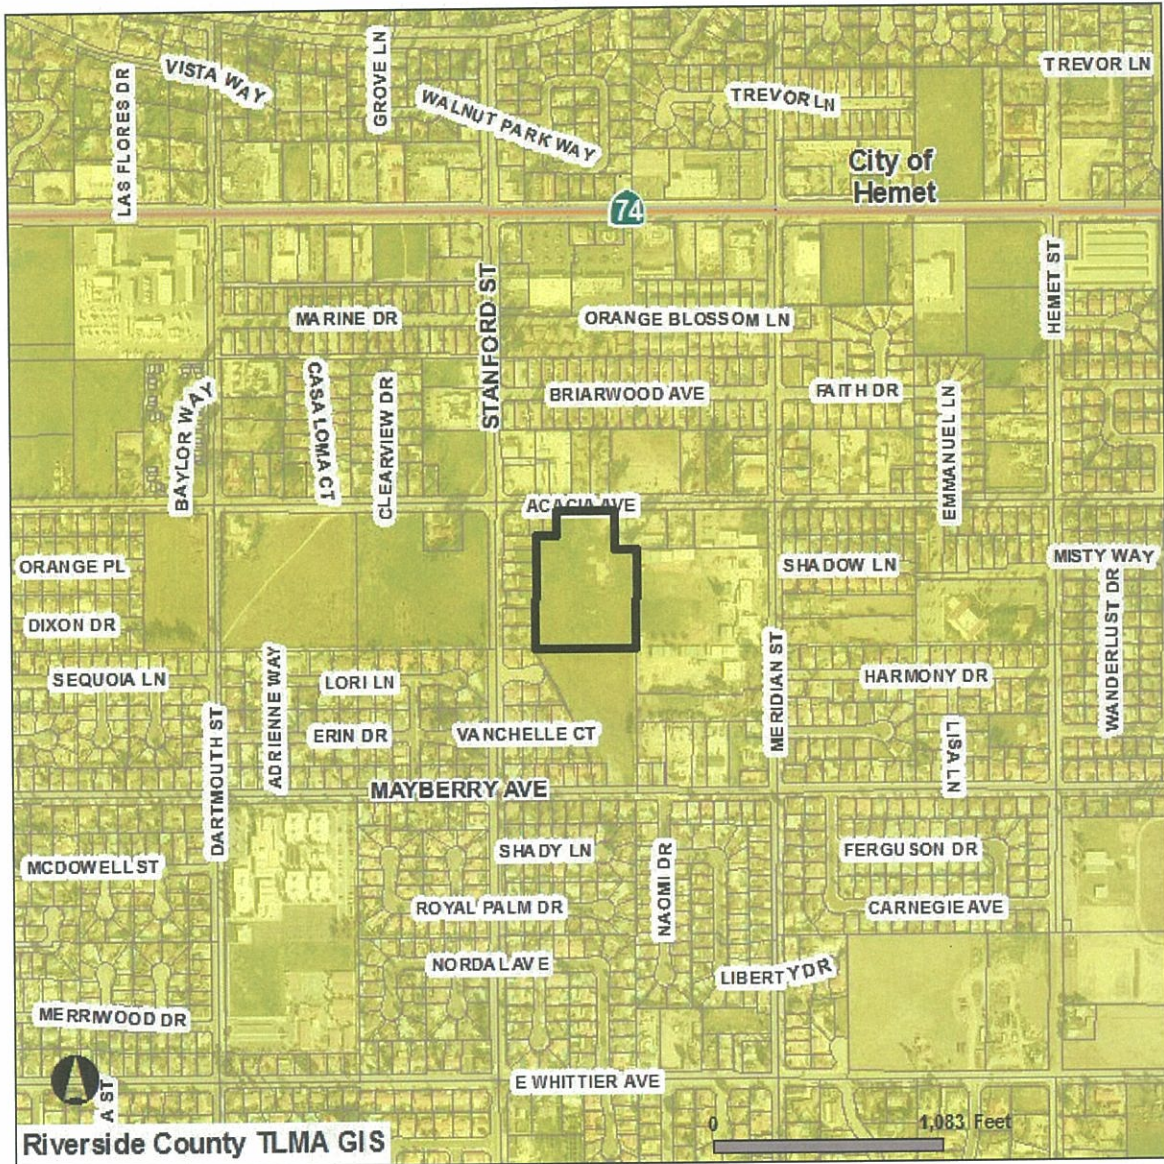 TREVOR LN
VISTA WAY
GROVE LN
LAS FLORES DR
WALNUT PARK WAY
TREVOR LN
City of
Hemet
74
HEMET ST
STANFORD ST
MARINE DR
ORANGE BLOSSOM LN
BAYLOR WAY
CASA LOMA CT
CLEARVIEW DR
BRIARWOOD AVE
FAITH DR
EMMANUEL LN
ACACIA AVE
ORANGE PL
SHADOW LN
MISTY WAY
DIXON DR
WANDERLUST DR
SEQUOIA LN
ADRIENNE WAY
LORI LN
MERIDIAN ST
HARMONY DR
DARTMOUTH ST
ERIN DR
VANCHELLE CT
LISA LN
MAYBERRY AVE
MCDOWELL ST
SHADY LN
NAOMI DR
FERGUSON DR
ROYAL PALM DR
CARNEGIE AVE
NORDAL AVE
LIBERTY DR
MERRIWOOD DR
A ST
E WHITTIER AVE
0 1,083 Feet
Riverside County TLMA GIS